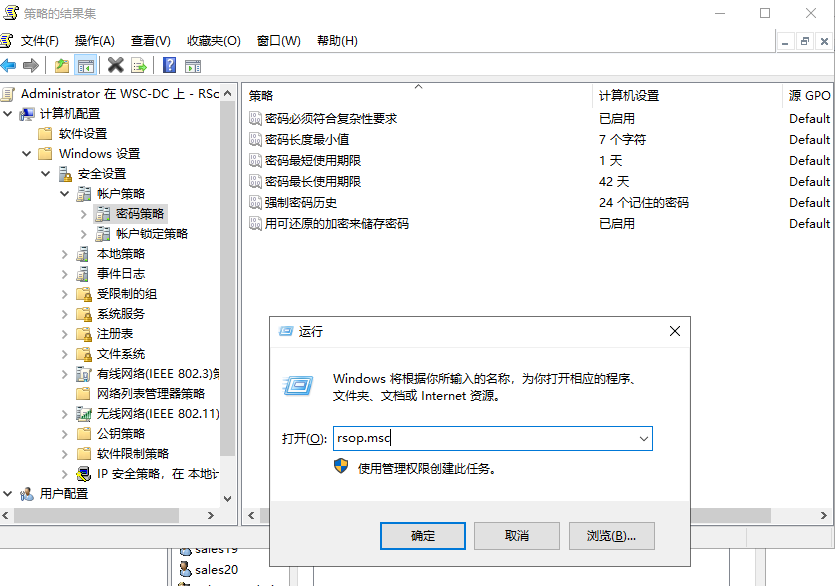 策略的结果集
文件(F) 操作(A) 查看(V) 收藏夹(O) 窗口(W) 帮助(H)
Administrator 在 WSC-DC 上 - RSo
计算机配置
软件设置
Windows 设置
安全设置
帐户策略
密码策略
帐户锁定策略
本地策略
事件日志
受限制的组
系统服务
注册表
文件系统
有线网络(IEEE 802.3)策
网络列表管理器策略
无线网络(IEEE 802.11)
公钥策略
软件限制策略
IP 安全策略，在 本地计
用户配置
策略 计算机设置 源 GPO
密码必须符合复杂性要求 已启用 Default
密码长度最小值 7 个字符 Default
密码最短使用期限 1 天 Default
密码最长使用期限 42 天 Default
强制密码历史 24 个记住的密码 Default
用可还原的加密来储存密码 已启用 Default
运行
Windows 将根据你所输入的名称，为你打开相应的程序、
文件夹、文档或 Internet 资源。
打开(O): rsop.msc
使用管理权限创建此任务。
确定 取消 浏览(B)...
sales19
sales20